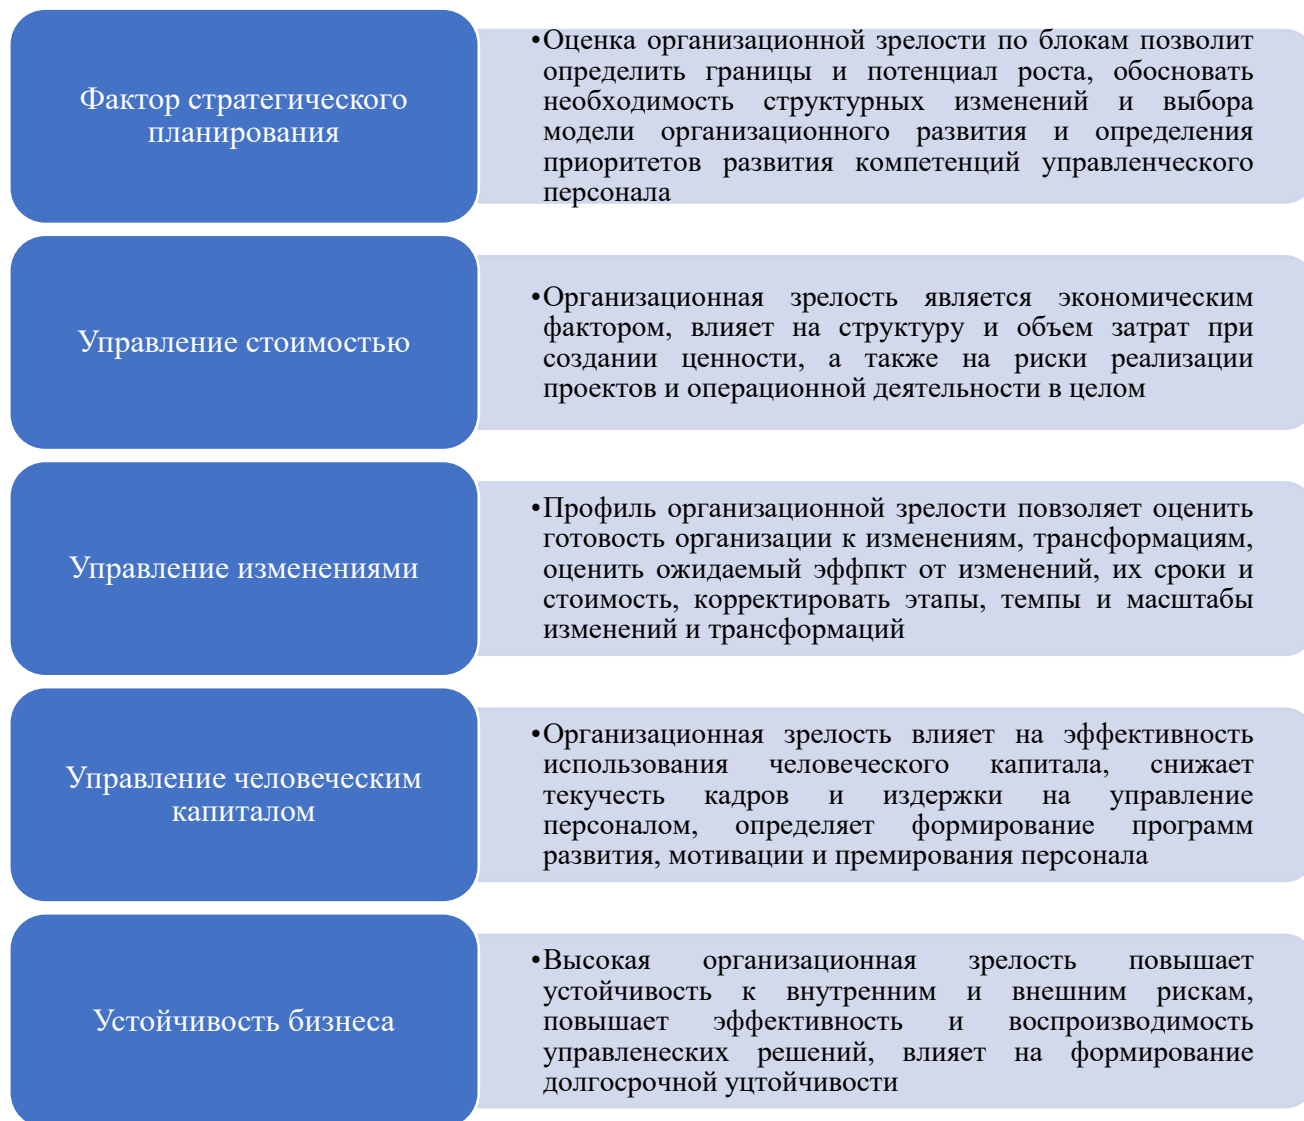 Фактор стратегического
планирования
•Оценка организационной зрелости по блокам позволит
определить границы и потенциал роста, обосновать
необходимость структурных изменений и выбора
модели организационного развития и определения
приоритетов развития компетенций управленческого
персонала
Управление стоимостью
•Организационная зрелость является экономическим
фактором, влияет на структуру и объем затрат при
создании ценности, а также на риски реализации
проектов и операционной деятельности в целом
Управление изменениями
•Профиль организационной зрелости повзоляет оценить
готовость организации к изменениям, трансформациям,
оценить ожидаемый эффпкт от изменений, их сроки и
стоимость, корректировать этапы, темпы и масштабы
изменений и трансформаций
Управление человеческим
капиталом
•Организационная зрелость влияет на эффективность
использования человеческого капитала, снижает
текучесть кадров и издержки на управление
персоналом, определяет формирование программ
развития, мотивации и премирования персонала
Устойчивость бизнеса
•Высокая организационная зрелость повышает
устойчивость к внутренним и внешним рискам,
повышает эффективность и воспроизводимость
управленеских решений, влияет на формирование
долгосрочной уцтойчивости